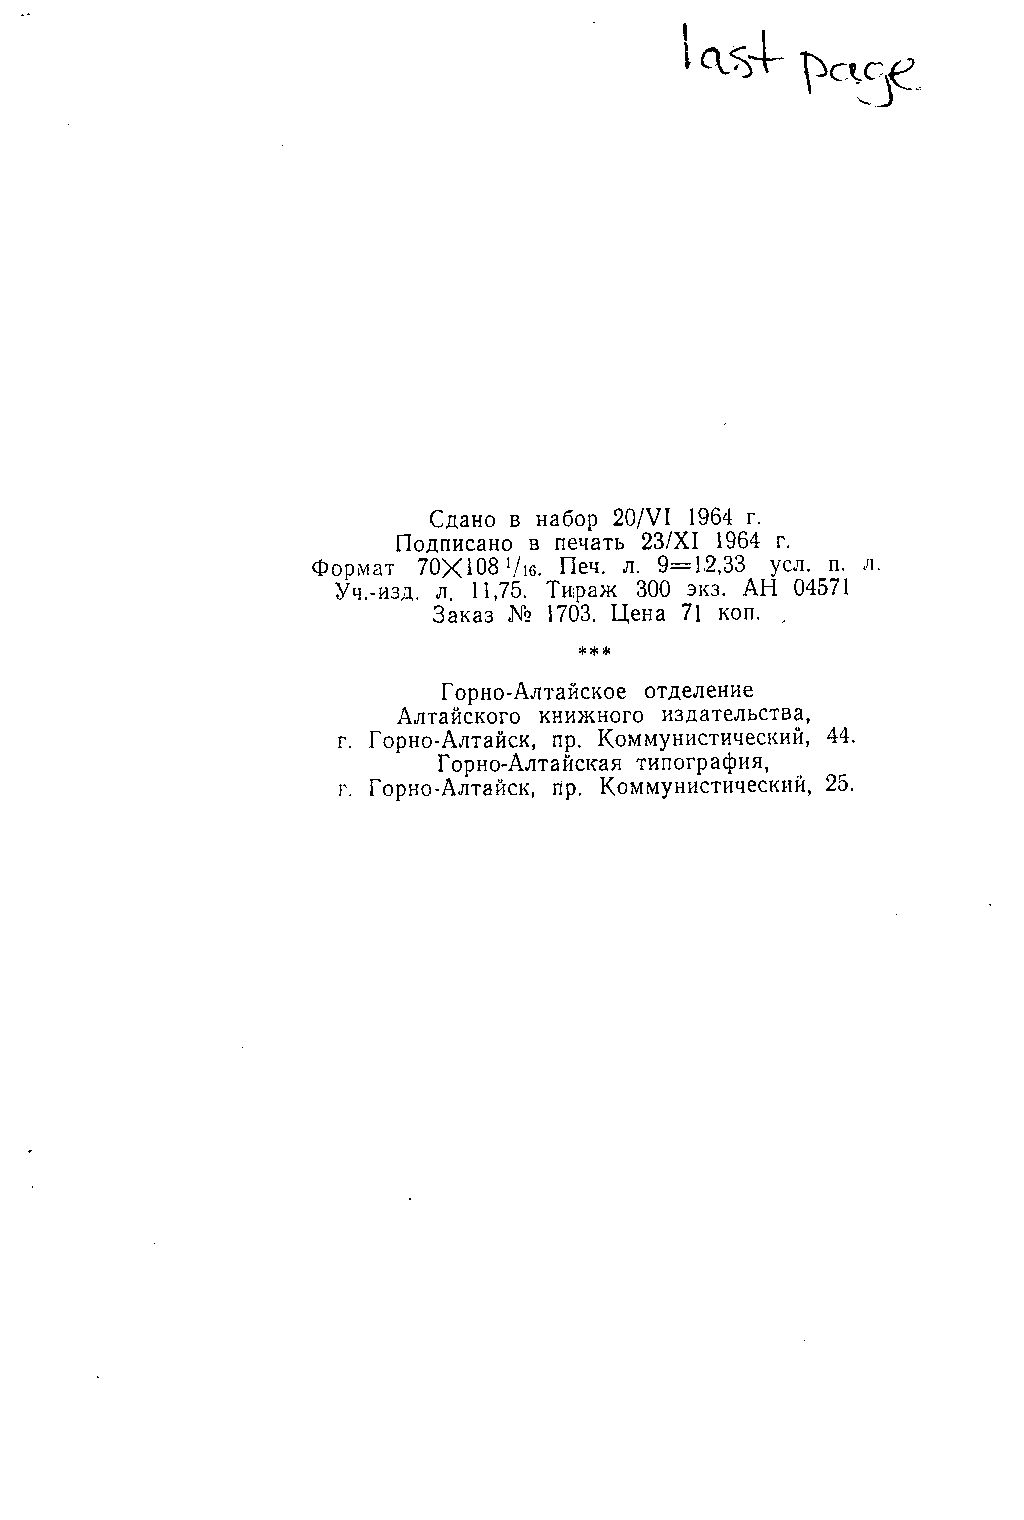 last page
Сдано в набор 20/VI 1964 г.
Подписано в печать 23/XI 1964 г.
Формат 70×108 1/16. Печ. л. 9=12,33 усл. п. л.
Уч.-изд. л. 11,75. Тираж 300 экз. АН 04571
Заказ № 1703. Цена 71 коп.
***
Горно-Алтайское отделение
Алтайского книжного издательства,
г. Горно-Алтайск, пр. Коммунистический, 44.
Горно-Алтайская типография,
г. Горно-Алтайск, пр. Коммунистический, 25.